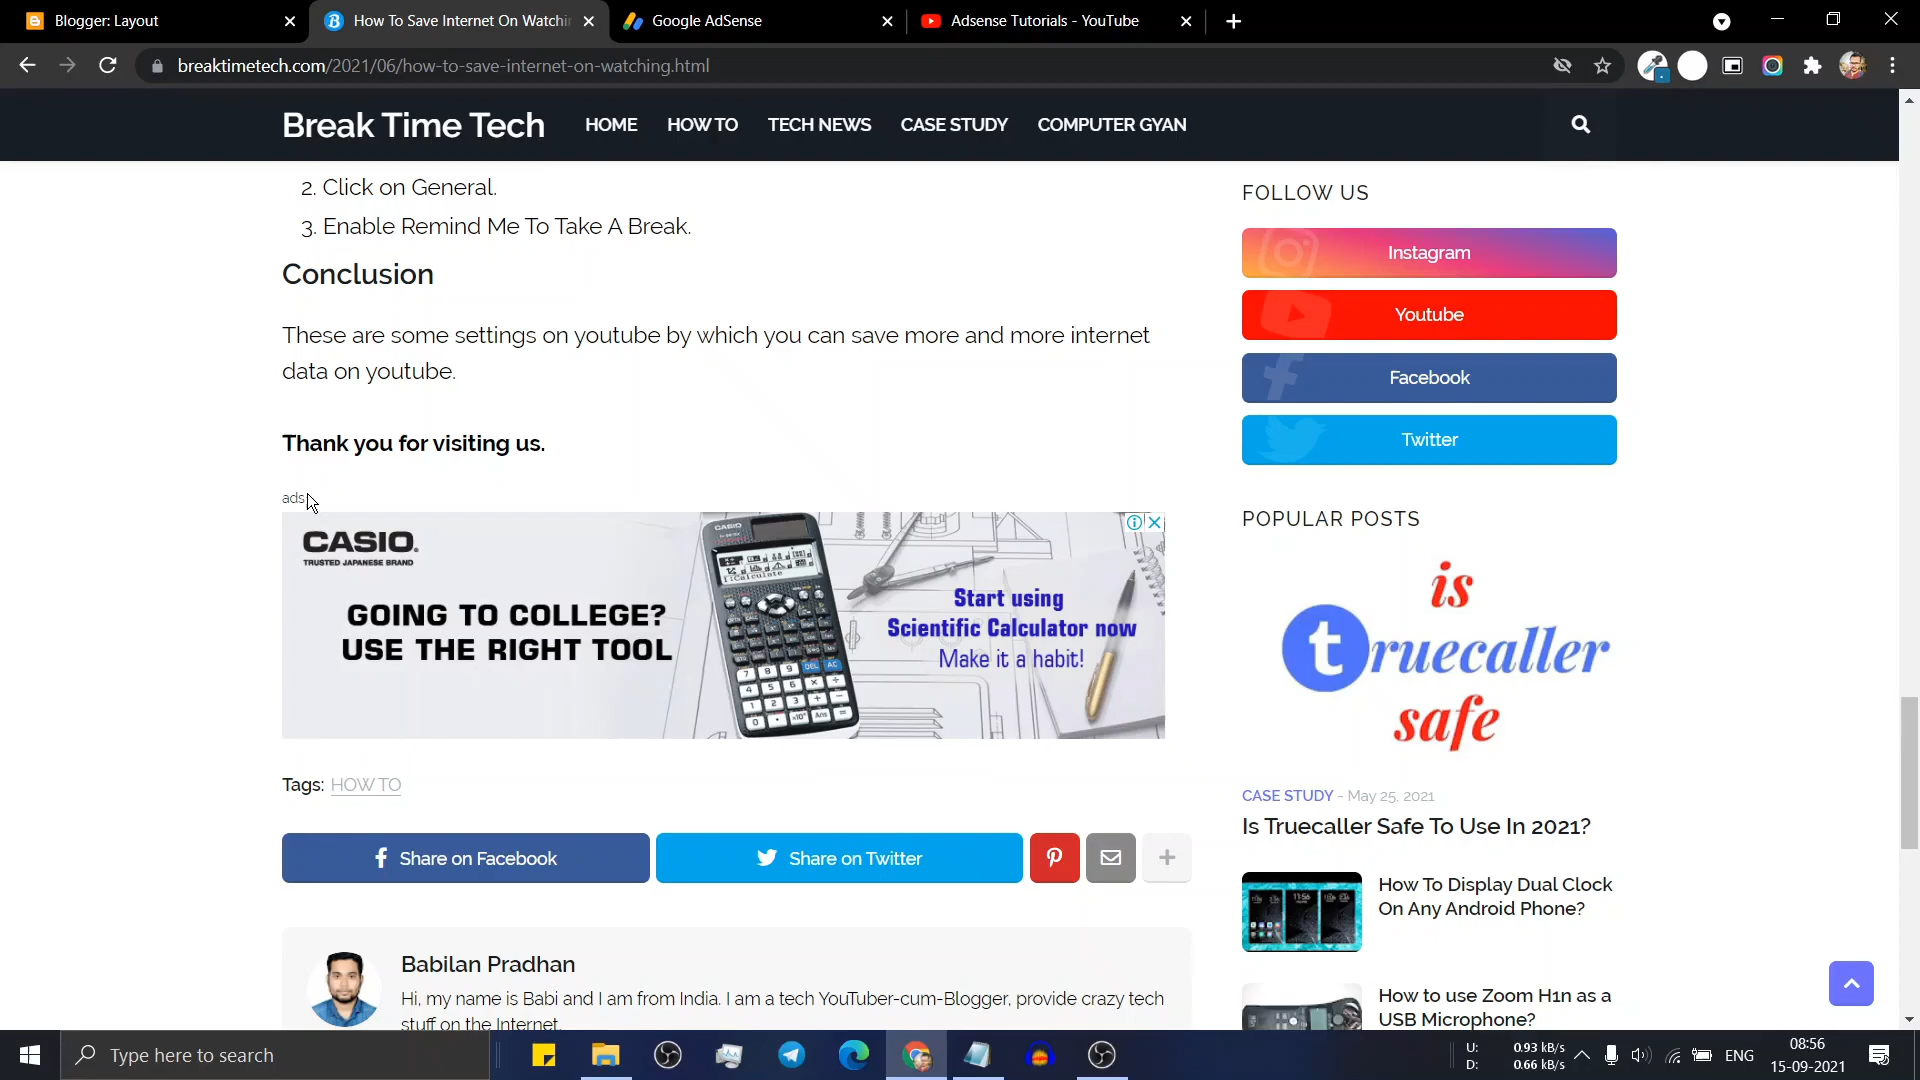 Blogger: Layout
How To Save Internet On Watchin
Google AdSense
Adsense Tutorials - YouTube
breaktimetech.com/2021/06/how-to-save-internet-on-watching.html
Break Time Tech
HOME
HOW TO
TECH NEWS
CASE STUDY
COMPUTER GYAN
2. Click on General.
3. Enable Remind Me To Take A Break.
Conclusion
These are some settings on youtube by which you can save more and more internet
data on youtube.
Thank you for visiting us.
ads
CASIO.
TRUSTED JAPANESE BRAND
GOING TO COLLEGE?
USE THE RIGHT TOOL
CASIO
Start using
Scientific Calculator now
Make it a habit!
Tags: HOW TO
Share on Facebook
Share on Twitter
Babilan Pradhan
Hi, my name is Babi and I am from India. I am a tech YouTuber-cum-Blogger, provide crazy tech
stuff on the Internet.
FOLLOW US
Instagram
Youtube
Facebook
Twitter
POPULAR POSTS
is
truecaller
safe
CASE STUDY - May 25, 2021
Is Truecaller Safe To Use In 2021?
How To Display Dual Clock
On Any Android Phone?
How to use Zoom H1n as a
USB Microphone?
Type here to search
U: 0.93 kB/s
D: 0.66 kB/s
ENG
08:56
15-09-2021